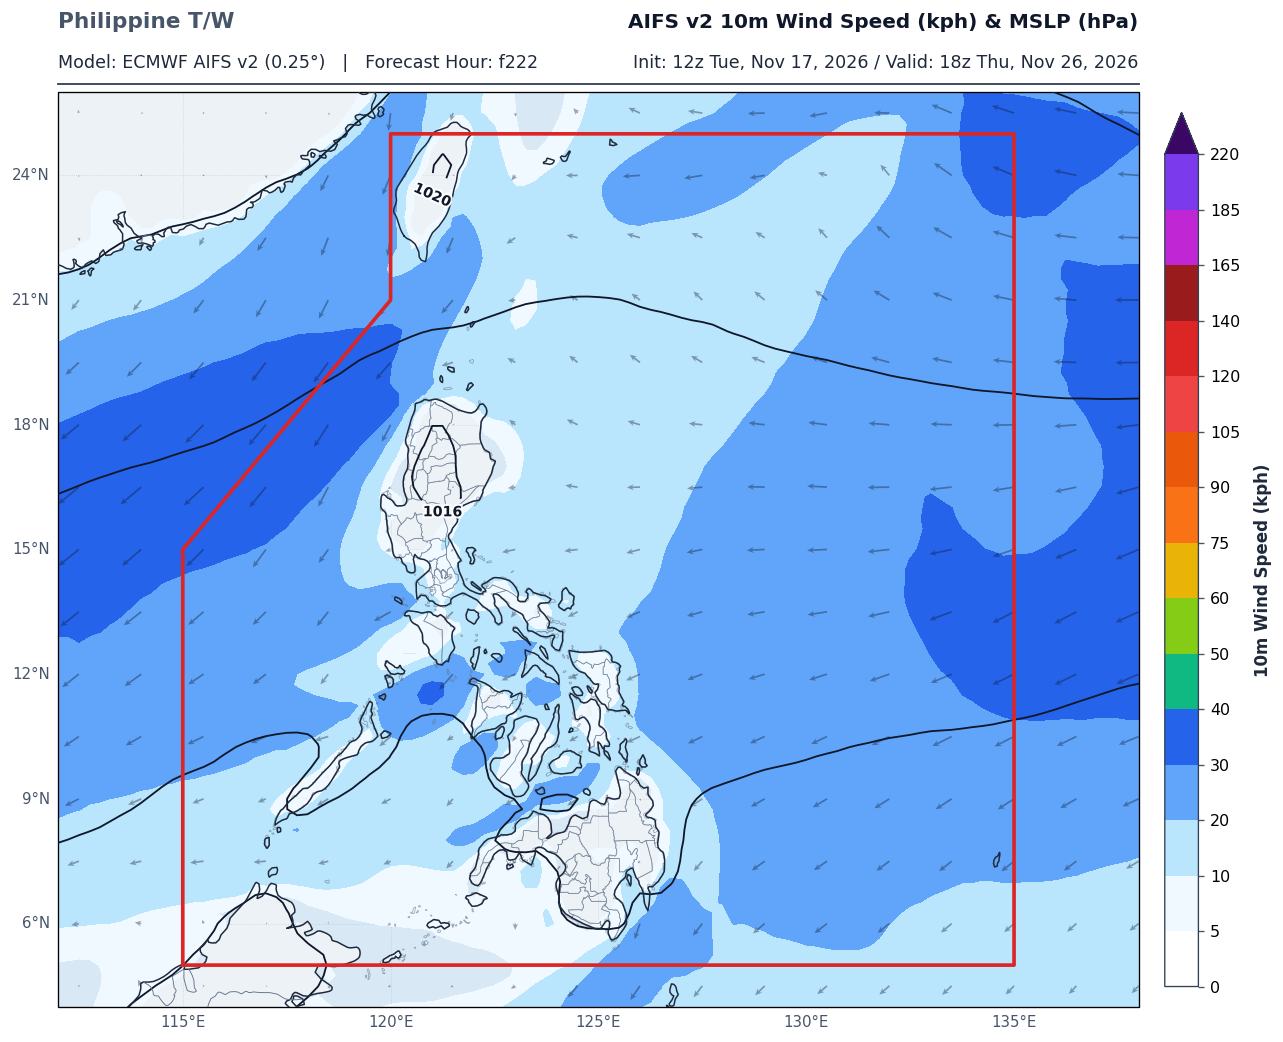 Philippine T/W
AIFS v2 10m Wind Speed (kph) & MSLP (hPa)
Model: ECMWF AIFS v2 (0.25°) | Forecast Hour: f222
Init: 12z Tue, Nov 17, 2026 / Valid: 18z Thu, Nov 26, 2026
24°N
21°N
18°N
15°N
12°N
9°N
6°N
115°E
120°E
125°E
130°E
135°E
1020
1016
220
185
165
140
120
105
90
75
60
50
40
30
20
10
5
0
10m Wind Speed (kph)